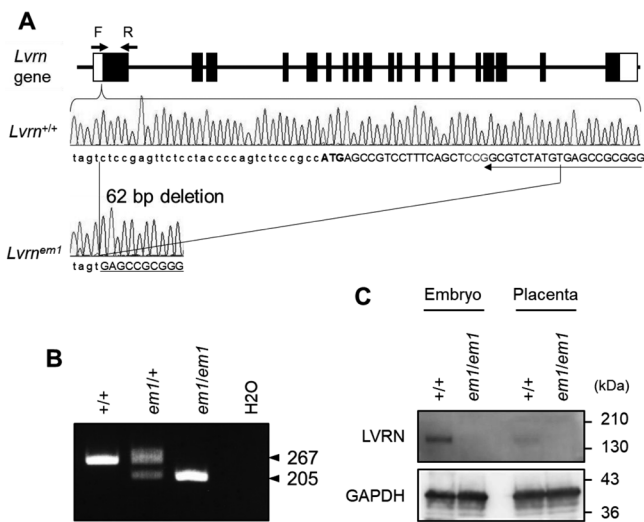 A
F R
Lvrn gene
Lvrn+/+
tagtctccgagttctcctaccccagtctcccgccATGAGCCGTCCTTTCAGCTCCGGCGTCTATGTGAGCCGCGGG
62 bp deletion
Lvrnem1
tagtGAGCCGCGGG
B
+/+ em1/+ em1/em1 H2O
267
205
C
Embryo Placenta
+/+ em1/em1 +/+ em1/em1 (kDa)
LVRN
210
130
GAPDH
43
36